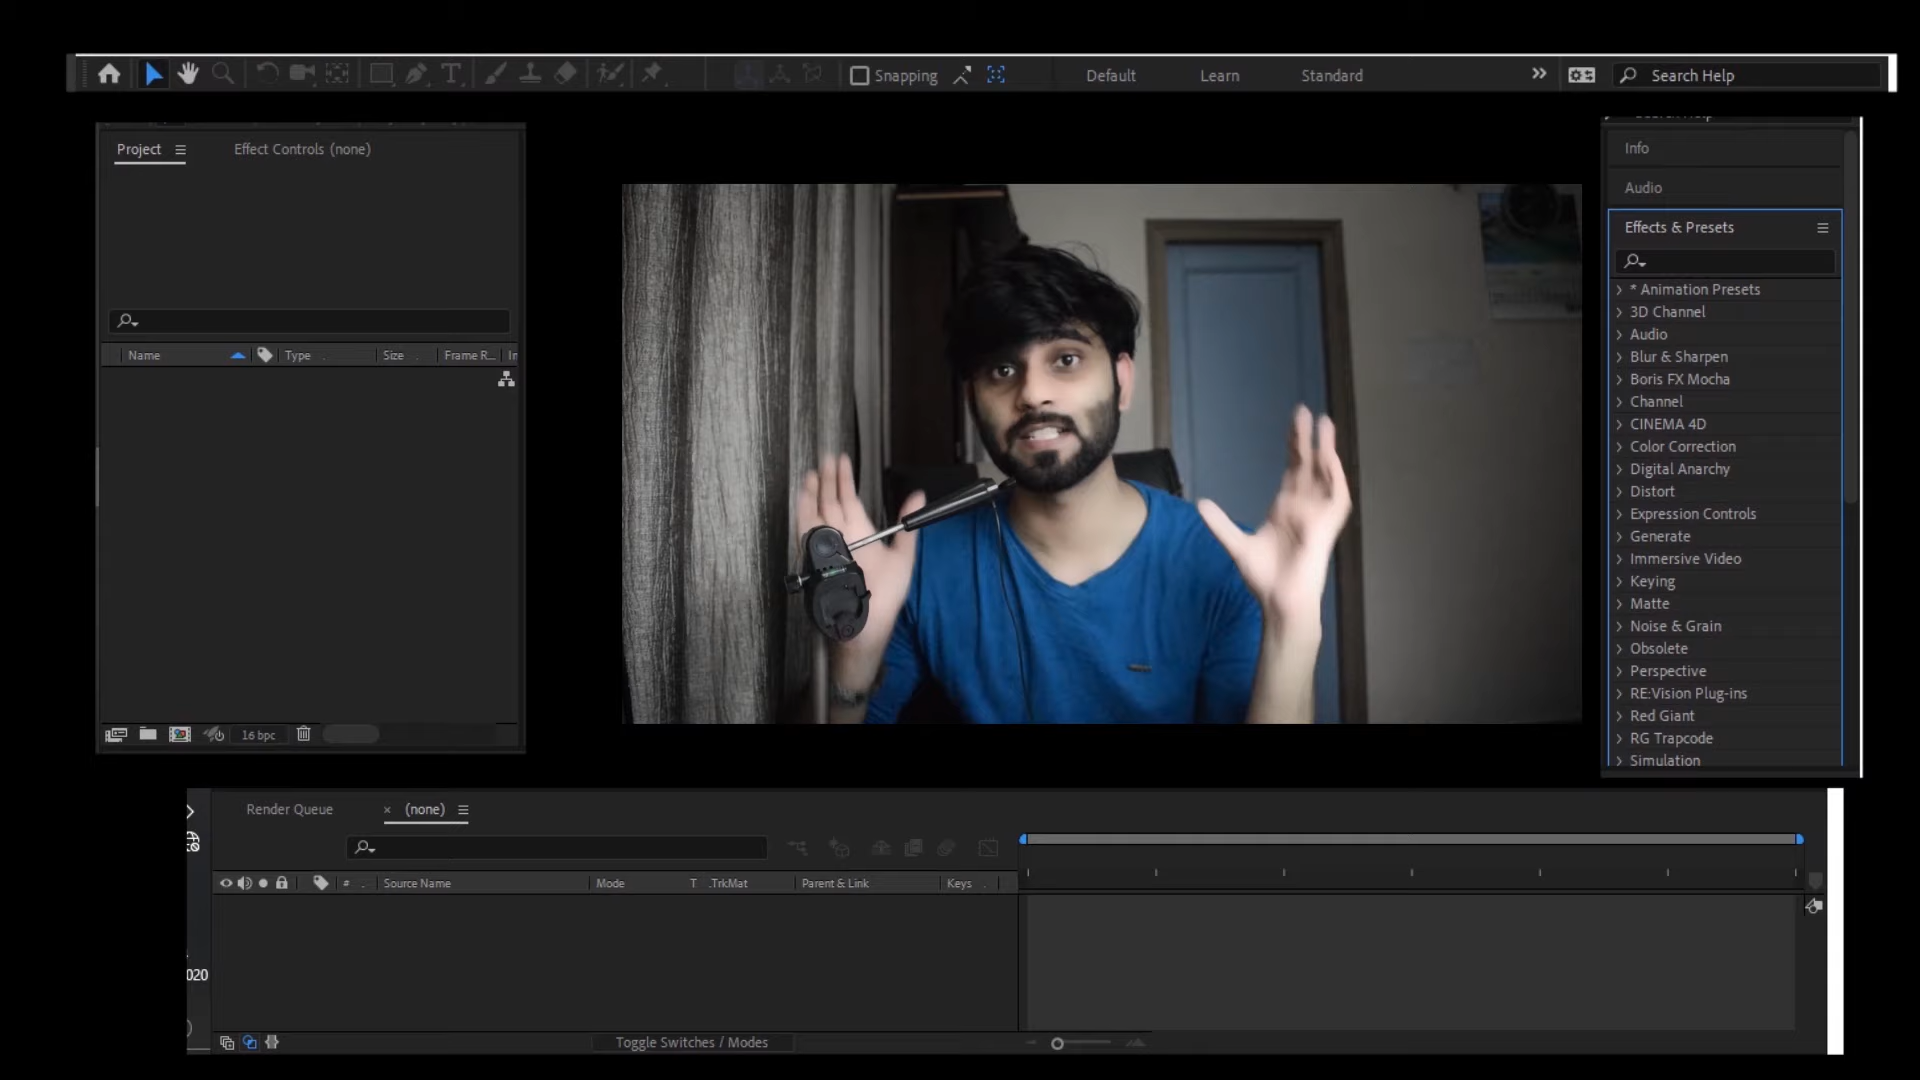 Snapping
Default
Learn
Standard
Search Help
Project
Effect Controls (none)
Name
Type
Size
Frame R...
In
16 bpc
Info
Audio
Effects & Presets
* Animation Presets
3D Channel
Audio
Blur & Sharpen
Boris FX Mocha
Channel
CINEMA 4D
Color Correction
Digital Anarchy
Distort
Expression Controls
Generate
Immersive Video
Keying
Matte
Noise & Grain
Obsolete
Perspective
RE:Vision Plug-ins
Red Giant
RG Trapcode
Simulation
Render Queue
× (none)
# Source Name
Mode
T .TrkMat
Parent & Link
Keys
020
Toggle Switches / Modes